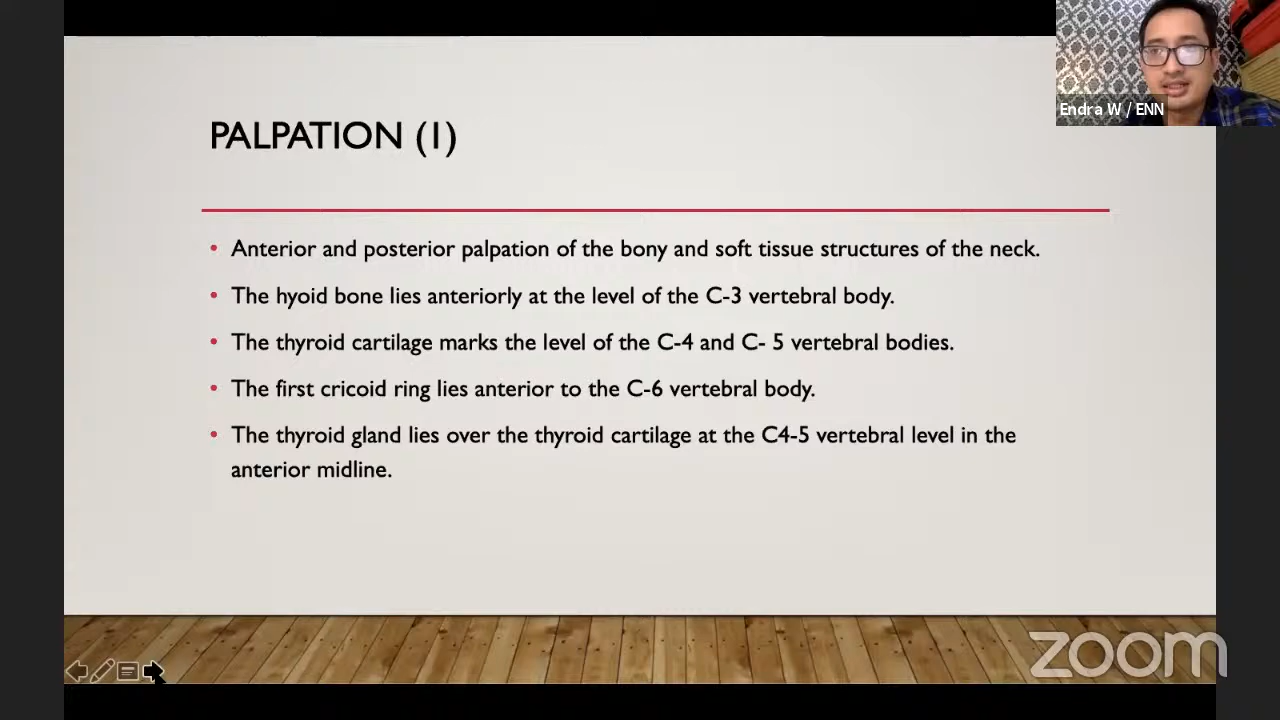 Endra W / ENN
PALPATION (1)
• Anterior and posterior palpation of the bony and soft tissue structures of the neck.
• The hyoid bone lies anteriorly at the level of the C-3 vertebral body.
• The thyroid cartilage marks the level of the C-4 and C- 5 vertebral bodies.
• The first cricoid ring lies anterior to the C-6 vertebral body.
• The thyroid gland lies over the thyroid cartilage at the C4-5 vertebral level in the
anterior midline.
zoom